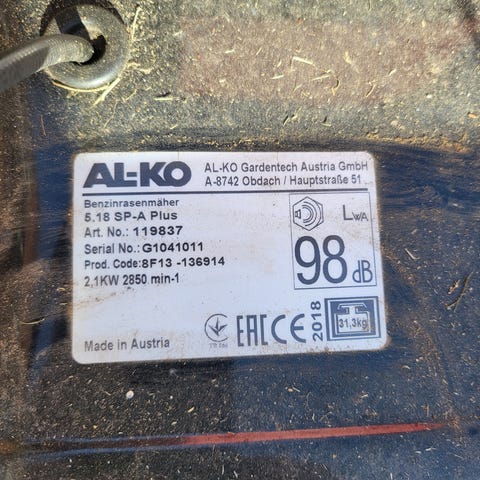 AL-KO
AL-KO Gardentech Austria GmbH
A-8742 Obdach / Hauptstraße 51
Benzinrasenmäher
5.18 SP-A Plus
Art. No.: 119837
Serial No.: G1041011
Prod. Code: 8F13 -136914
2,1KW 2850 min-1
LWA
98 dB
EAC CE
2018
31,3kg
Made in Austria